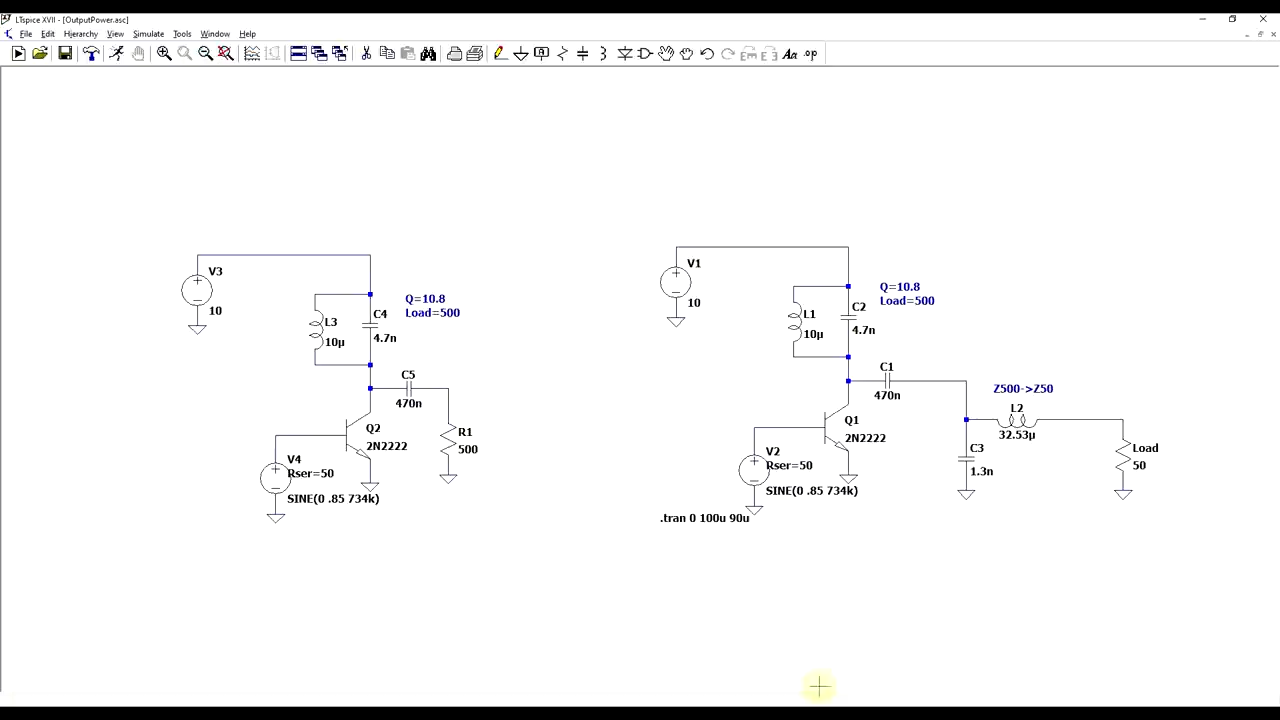 LTspice XVII - [OutputPower.asc]
File Edit Hierarchy View Simulate Tools Window Help
V3
10
Q=10.8
Load=500
L3
10µ
C4
4.7n
C5
470n
Q2
2N2222
R1
500
V4
Rser=50
SINE(0 .85 734k)
V1
10
Q=10.8
Load=500
L1
10µ
C2
4.7n
C1
470n
Q1
2N2222
V2
Rser=50
SINE(0 .85 734k)
.tran 0 100u 90u
Z500->Z50
L2
32.53µ
C3
1.3n
Load
50